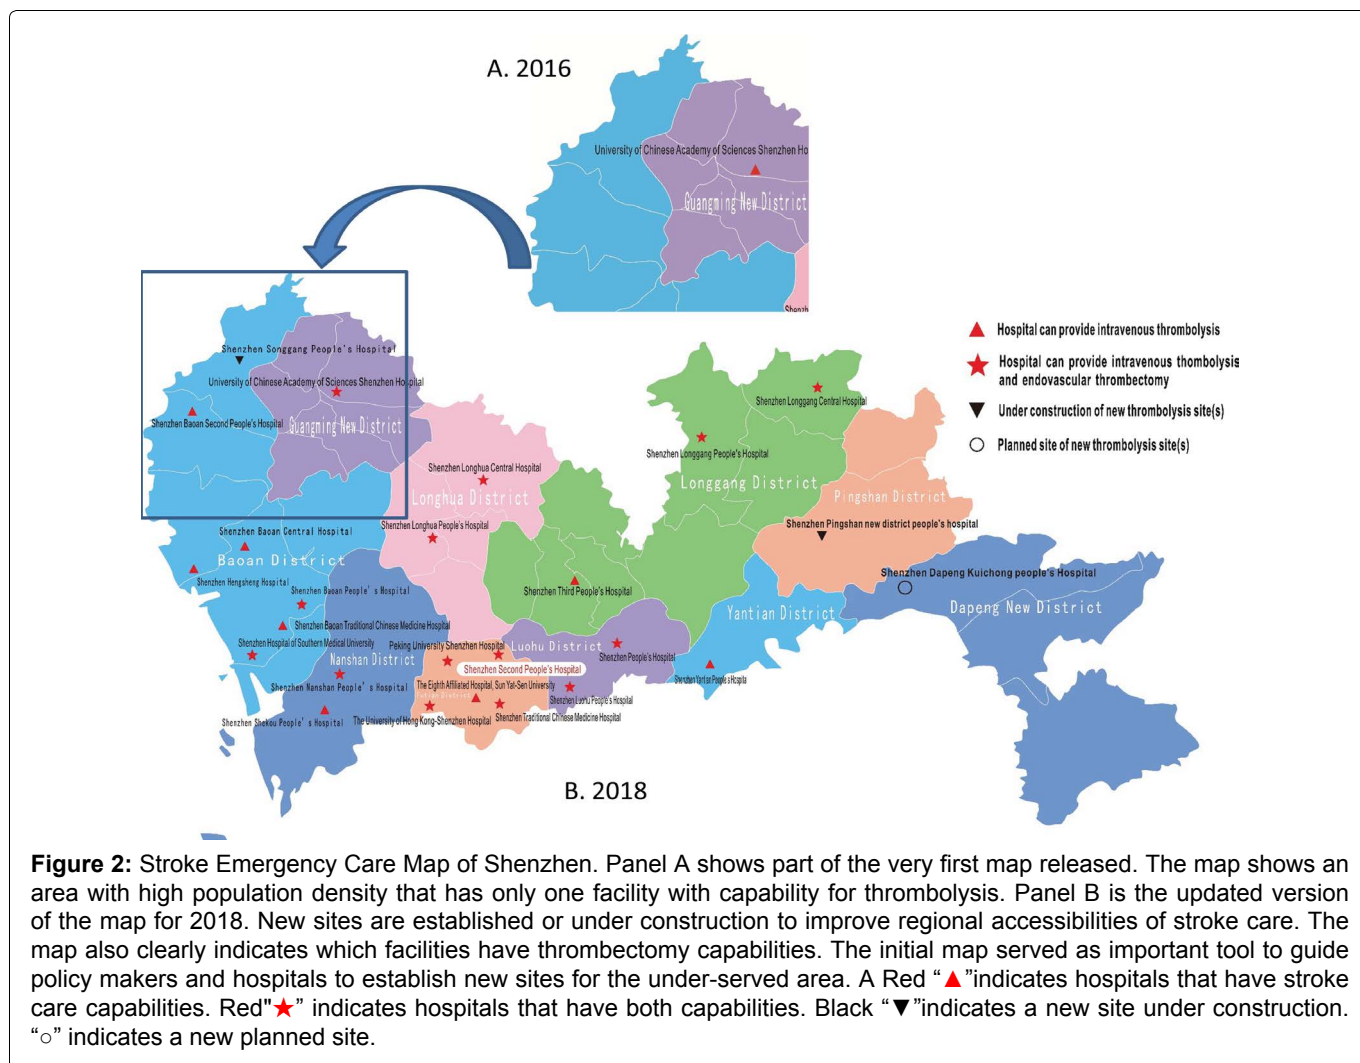 A. 2016
University of Chinese Academy of Sciences Shenzhen Ho
Guangming New District
Shenzh
Hospital can provide intravenous thrombolysis
Hospital can provide intravenous thombolysis
and endovascular thrombectomy
Under construction of new thrombolysis site(s)
Planned site of new thrombolysis site(s)
Shenzhen Songgang People's Hospital
University of Chinese Academy of Sciences Shenzhen Hospital
Shenzhen Baoan Second People's Hospital
Guangming New District
Shenzhen Longgang Central Hospital
Shenzhen Longgang People's Hospital
Longgang District
Shenzhen Longhua Central Hospital
Longhua District
Pingshan District
Shenzhen Longhua People's Hospital
Shenzhen Pingshan new district people's hospital
Shenzhen Baoan Central Hospital
Baoan District
Shenzhen Hengsheng Hospital
Shenzhen Baoan People's Hospital
Shenzhen Third People's Hospital
Shenzhen Dapeng Kuichong people's Hospital
Yantian District
Dapeng New District
Shenzhen Baoan Traditional Chinese Medicine Hospital
Shenzhen Hospital of Southern Medical University
Nanshan District
Peking University Shenzhen Hospital
Luohu District
Shenzhen People's Hospital
Shenzhen Second People's Hospital
Shenzhen Yantian People's Hospita
The Eighth Affiliated Hospital, Sun Yat-Sen University
Shenzhen Nanshan People's Hospital
Futian District
Shenzhen Luohu People's Hospital
Shenzhen Shekou People's Hospital
The University of Hong Kong-Shenzhen Hospital
Shenzhen Traditional Chinese Medicine Hospital
B. 2018
Figure 2: Stroke Emergency Care Map of Shenzhen. Panel A shows part of the very first map released. The map shows an
area with high population density that has only one facility with capability for thrombolysis. Panel B is the updated version
of the map for 2018. New sites are established or under construction to improve regional accessibilities of stroke care. The
map also clearly indicates which facilities have thrombectomy capabilities. The initial map served as important tool to guide
policy makers and hospitals to establish new sites for the under-served area. A Red “▲”indicates hospitals that have stroke
care capabilities. Red"★” indicates hospitals that have both capabilities. Black “▼”indicates a new site under construction.
“○” indicates a new planned site.